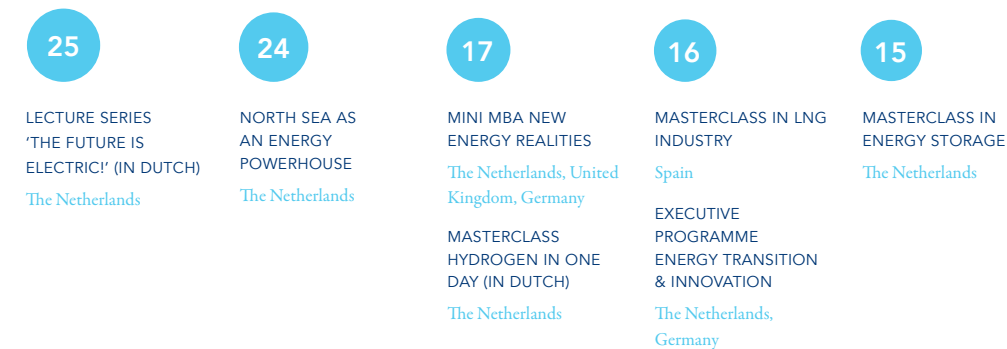 25
LECTURE SERIES
‘THE FUTURE IS
ELECTRIC!’ (IN DUTCH)
The Netherlands
24
NORTH SEA AS
AN ENERGY
POWERHOUSE
The Netherlands
17
MINI MBA NEW
ENERGY REALITIES
The Netherlands, United
Kingdom, Germany
MASTERCLASS
HYDROGEN IN ONE
DAY (IN DUTCH)
The Netherlands
16
MASTERCLASS IN LNG
INDUSTRY
Spain
EXECUTIVE
PROGRAMME
ENERGY TRANSITION
& INNOVATION
The Netherlands,
Germany
15
MASTERCLASS IN
ENERGY STORAGE
The Netherlands